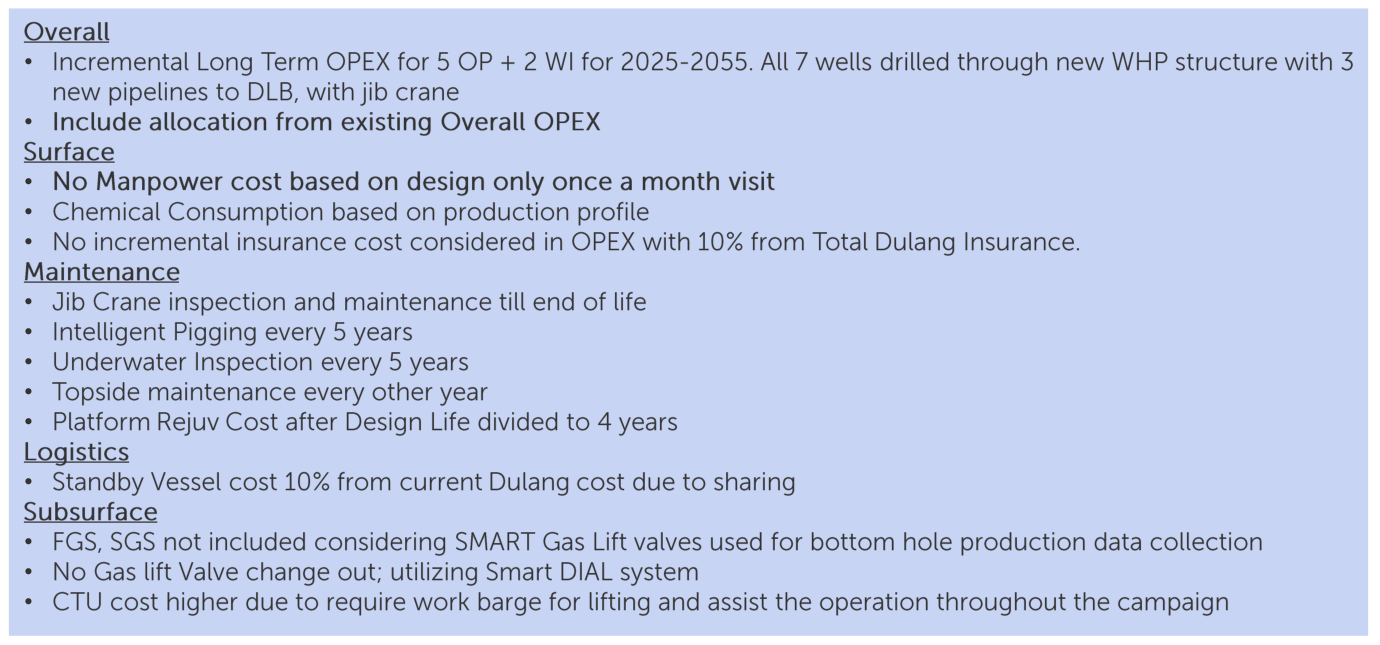 Overall
• Incremental Long Term OPEX for 5 OP + 2 WI for 2025-2055. All 7 wells drilled through new WHP structure with 3
new pipelines to DLB, with jib crane
• Include allocation from existing Overall OPEX
Surface
• No Manpower cost based on design only once a month visit
• Chemical Consumption based on production profile
• No incremental insurance cost considered in OPEX with 10% from Total Dulang Insurance.
Maintenance
• Jib Crane inspection and maintenance till end of life
• Intelligent Pigging every 5 years
• Underwater Inspection every 5 years
• Topside maintenance every other year
• Platform Rejuv Cost after Design Life divided to 4 years
Logistics
• Standby Vessel cost 10% from current Dulang cost due to sharing
Subsurface
• FGS, SGS not included considering SMART Gas Lift valves used for bottom hole production data collection
• No Gas lift Valve change out; utilizing Smart DIAL system
• CTU cost higher due to require work barge for lifting and assist the operation throughout the campaign